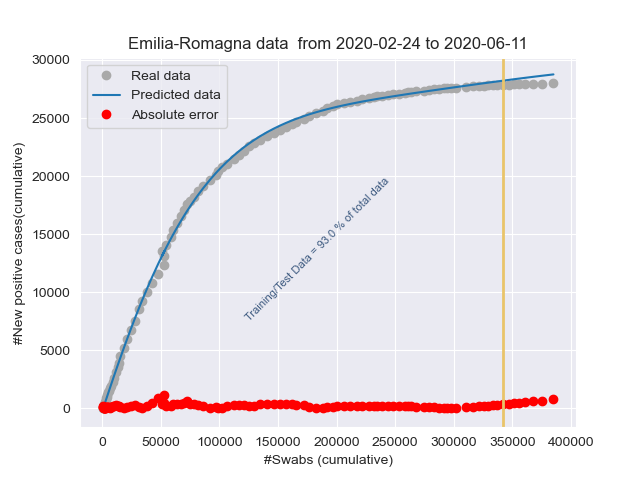 Emilia-Romagna data  from 2020-02-24 to 2020-06-11
30000
25000
20000
15000
10000
5000
0
#New positive cases(cumulative)
Real data
Predicted data
Absolute error
Training/Test Data = 93.0 % of total data
0 50000 100000 150000 200000 250000 300000 350000 400000
#Swabs (cumulative)